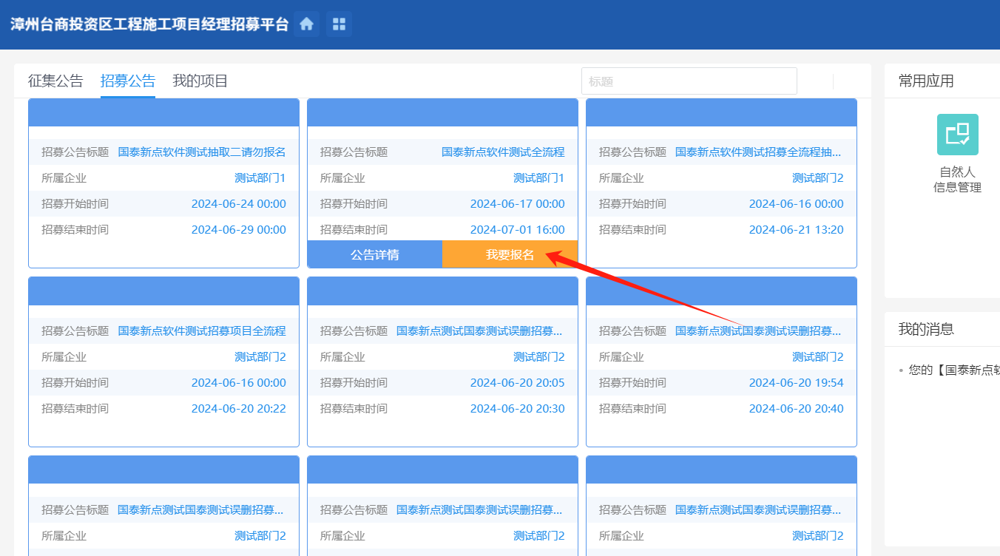 漳州台商投资区工程施工项目经理招募平台
征集公告 招募公告 我的项目 标题
招募公告标题 国泰新点软件测试抽取二请勿报名
所属企业 测试部门1
招募开始时间 2024-06-24 00:00
招募结束时间 2024-06-29 00:00
招募公告标题 国泰新点软件测试全流程
所属企业 测试部门1
招募开始时间 2024-06-17 00:00
招募结束时间 2024-07-01 16:00
公告详情 我要报名
招募公告标题 国泰新点软件测试招募全流程抽...
所属企业 测试部门2
招募开始时间 2024-06-16 00:00
招募结束时间 2024-06-21 13:20
招募公告标题 国泰新点软件测试招募项目全流程
所属企业 测试部门2
招募开始时间 2024-06-16 00:00
招募结束时间 2024-06-20 20:22
招募公告标题 国泰新点测试国泰测试误删招募...
所属企业 测试部门2
招募开始时间 2024-06-20 20:05
招募结束时间 2024-06-20 20:30
招募公告标题 国泰新点测试国泰测试误删招募...
所属企业 测试部门2
招募开始时间 2024-06-20 19:54
招募结束时间 2024-06-20 20:40
招募公告标题 国泰新点测试国泰测试误删招募...
所属企业 测试部门2
招募公告标题 国泰新点测试国泰测试误删招募...
所属企业 测试部门2
招募公告标题 国泰新点测试国泰测试误删招募...
所属企业 测试部门2
常用应用
自然人
信息管理
我的消息
• 您的【国泰新点软